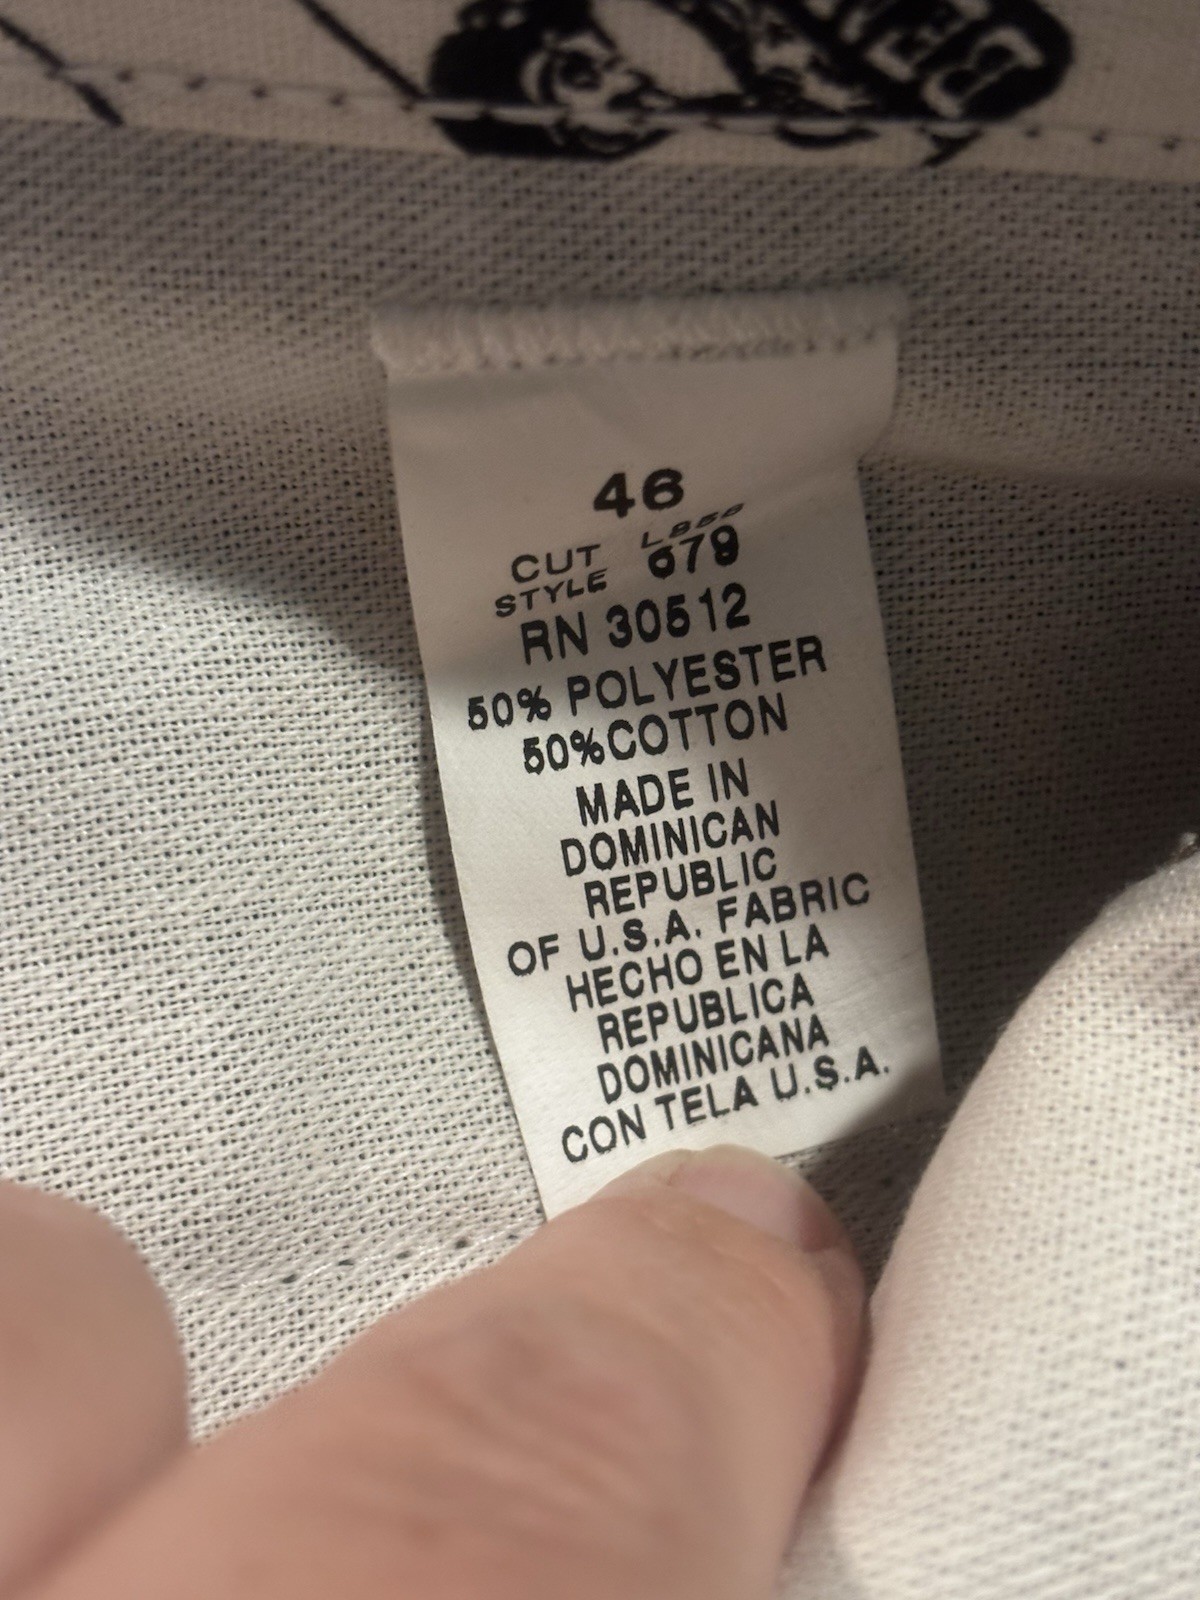 46
CUT L855
STYLE 679
RN 30512
50% POLYESTER
50%COTTON
MADE IN
DOMINICAN
REPUBLIC
OF U.S.A. FABRIC
HECHO EN LA
REPUBLICA
DOMINICANA
CON TELA U.S.A.